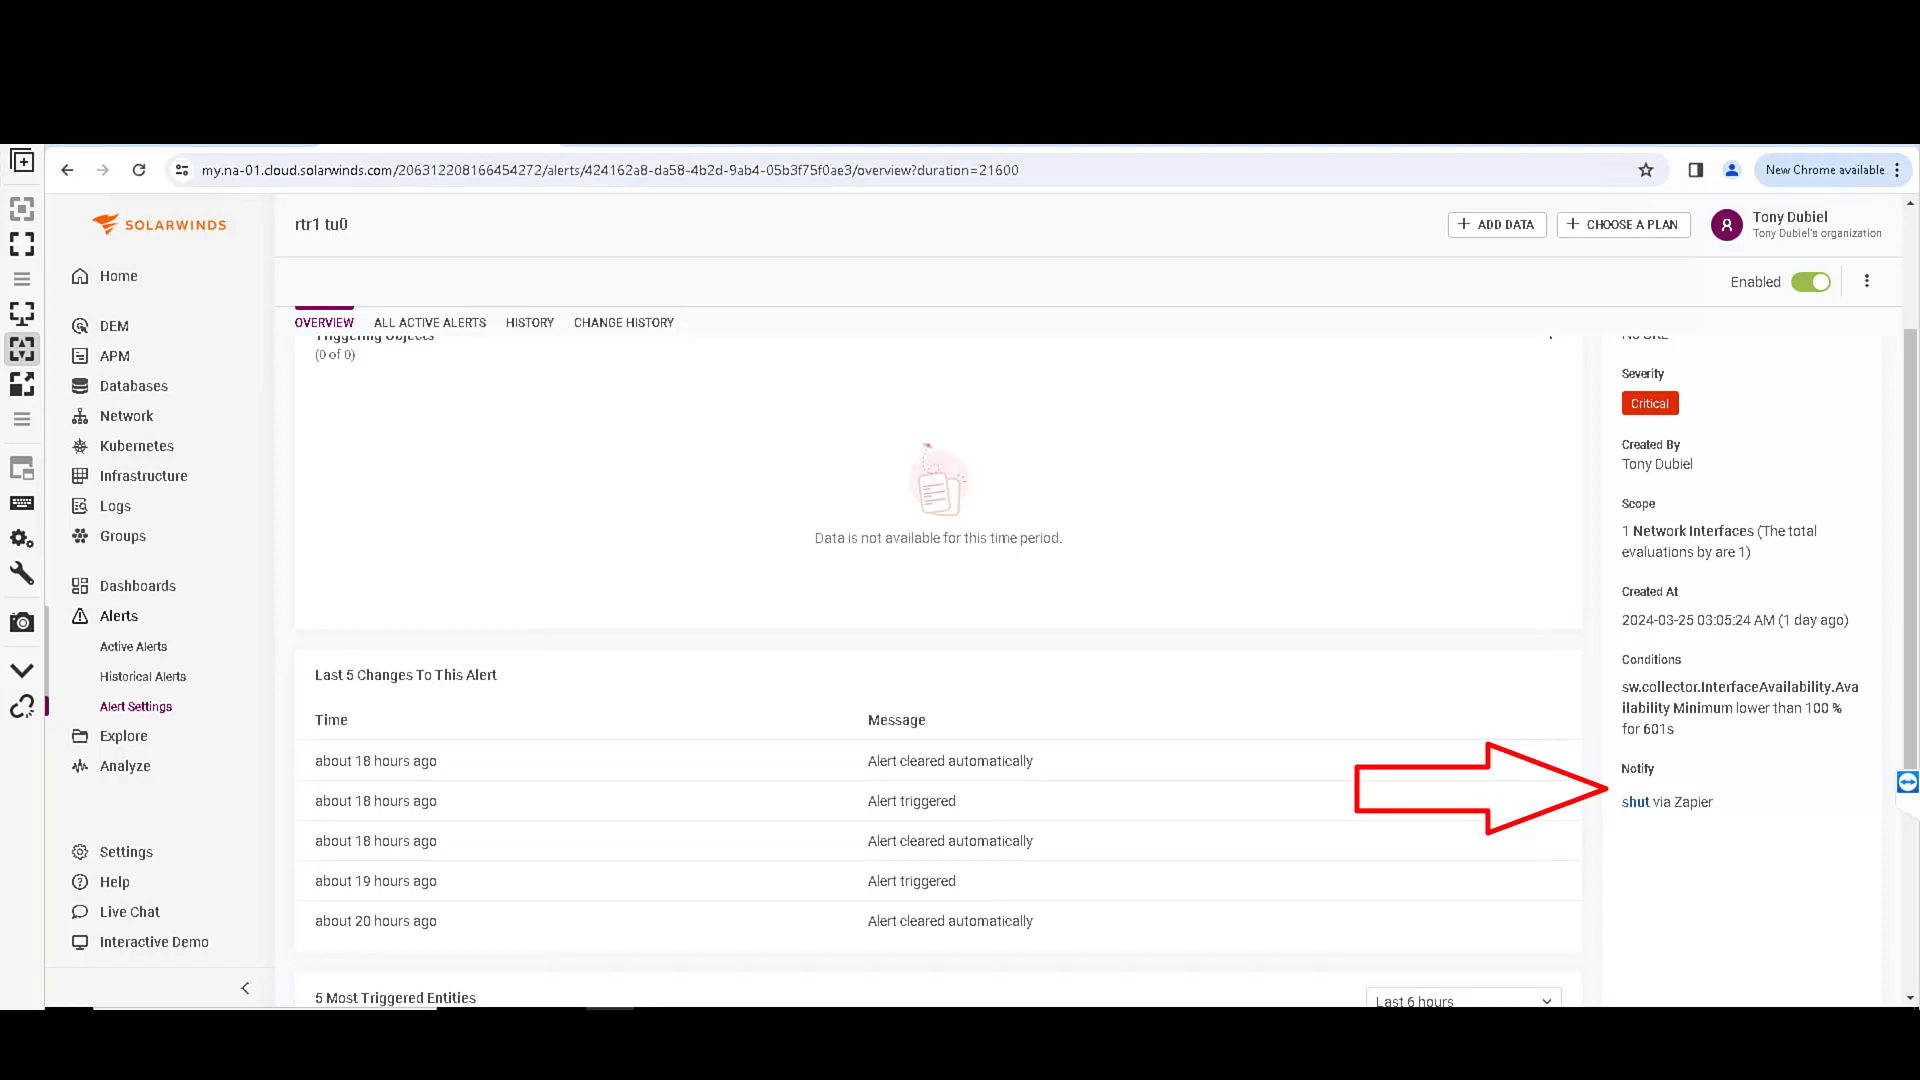 my.na-01.cloud.solarwinds.com/206312208166454272/alerts/424162a8-da58-4b2d-9ab4-05b3f75f0ae3/overview?duration=21600
New Chrome available
SOLARWINDS
rtr1 tu0
ADD DATA
CHOOSE A PLAN
Tony Dubiel
Tony Dubiel's organization
Enabled
Home
DEM
APM
Databases
Network
Kubernetes
Infrastructure
Logs
Groups
Dashboards
Alerts
Active Alerts
Historical Alerts
Alert Settings
Explore
Analyze
Settings
Help
Live Chat
Interactive Demo
OVERVIEW
ALL ACTIVE ALERTS
HISTORY
CHANGE HISTORY
Triggering Objects
(0 of 0)
Data is not available for this time period.
Last 5 Changes To This Alert
Time Message
about 18 hours ago Alert cleared automatically
about 18 hours ago Alert triggered
about 18 hours ago Alert cleared automatically
about 19 hours ago Alert triggered
about 20 hours ago Alert cleared automatically
5 Most Triggered Entities
Last 6 hours
Severity
Critical
Created By
Tony Dubiel
Scope
1 Network Interfaces (The total
evaluations by are 1)
Created At
2024-03-25 03:05:24 AM (1 day ago)
Conditions
sw.collector.InterfaceAvailability.Ava
ilability Minimum lower than 100 %
for 601s
Notify
shut via Zapier